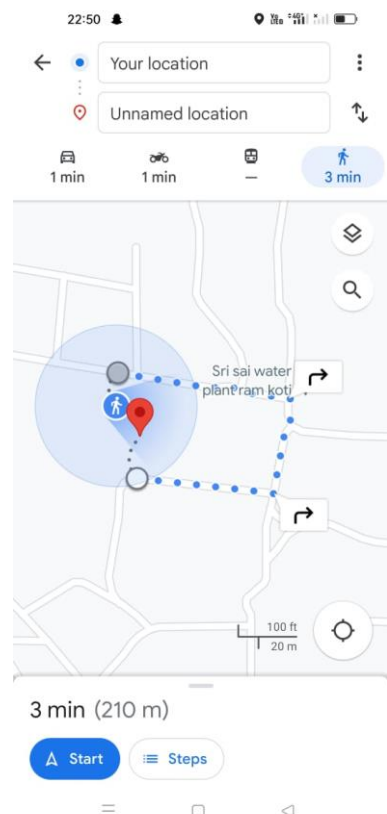 22:50
Your location
Unnamed location
1 min
1 min
—
3 min
Sri sai water
plant ram koti
100 ft
20 m
3 min (210 m)
Start
Steps